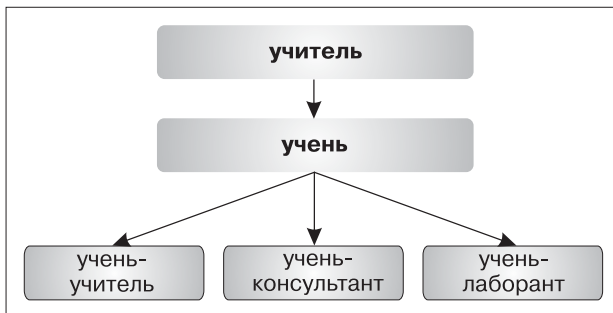 учитель
учень
учень-
учитель
учень-
консультант
учень-
лаборант